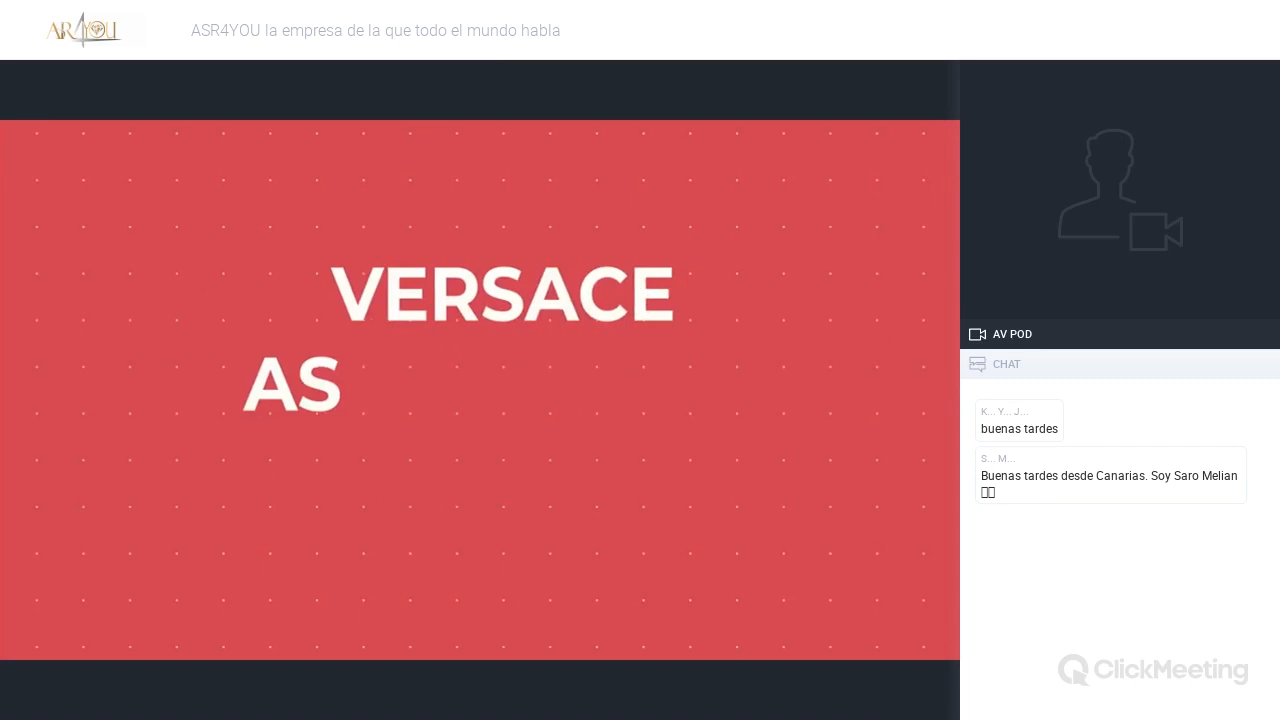 AR4YOU
ASR4YOU la empresa de la que todo el mundo habla
VERSACE
AS
AV POD
CHAT
K... Y... J...
buenas tardes
S... M...
Buenas tardes desde Canarias. Soy Saro Melian
ClickMeeting